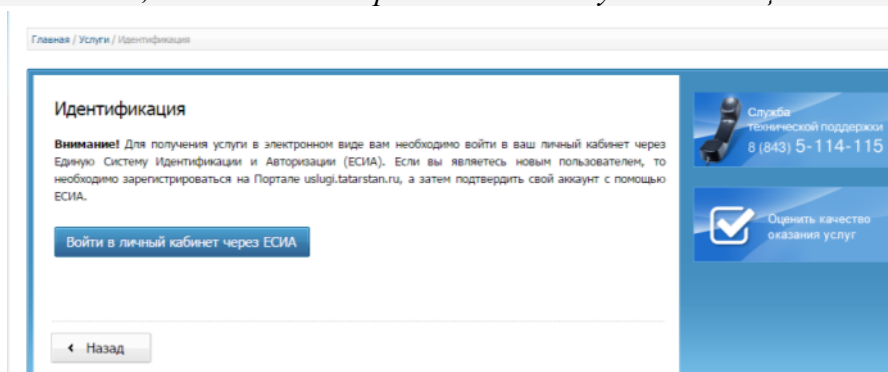 Главная / Услуги / Идентификация
Идентификация
Внимание! Для получения услуги в электронном виде вам необходимо войти в ваш личный кабинет через
Единую Систему Идентификации и Авторизации (ЕСИА). Если вы являетесь новым пользователем, то
необходимо зарегистрироваться на Портале uslugi.tatarstan.ru, а затем подтвердить свой аккаунт с помощью
ЕСИА.
Войти в личный кабинет через ЕСИА
Назад
Служба
технической поддержки
8 (843) 5-114-115
Оценить качество
оказания услуг